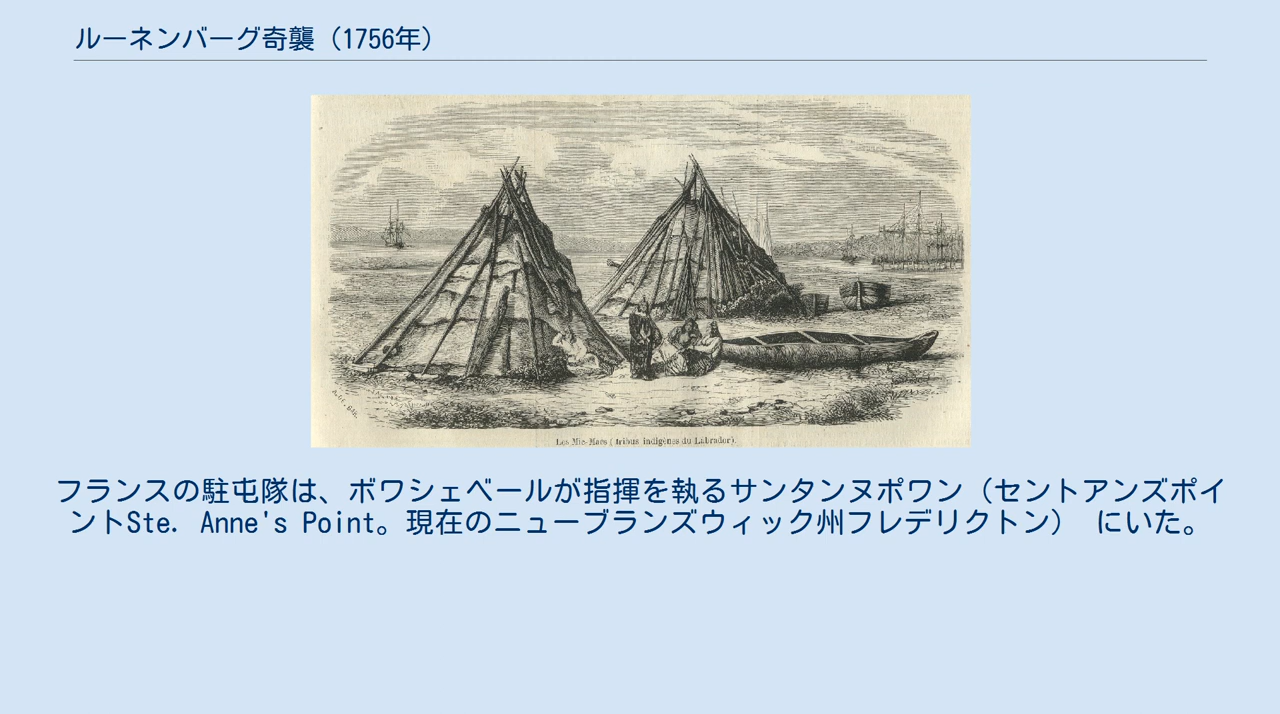 ルーネンバーグ奇襲（1756年）
Les Mic-Macs ( tribus indigènes du Labrador).
フランスの駐屯隊は、ボワシェベールが指揮を執るサンタンヌポワン（セントアンズポイ
ントSte. Anne's Point。現在のニューブランズウィック州フレデリクトン） にいた。